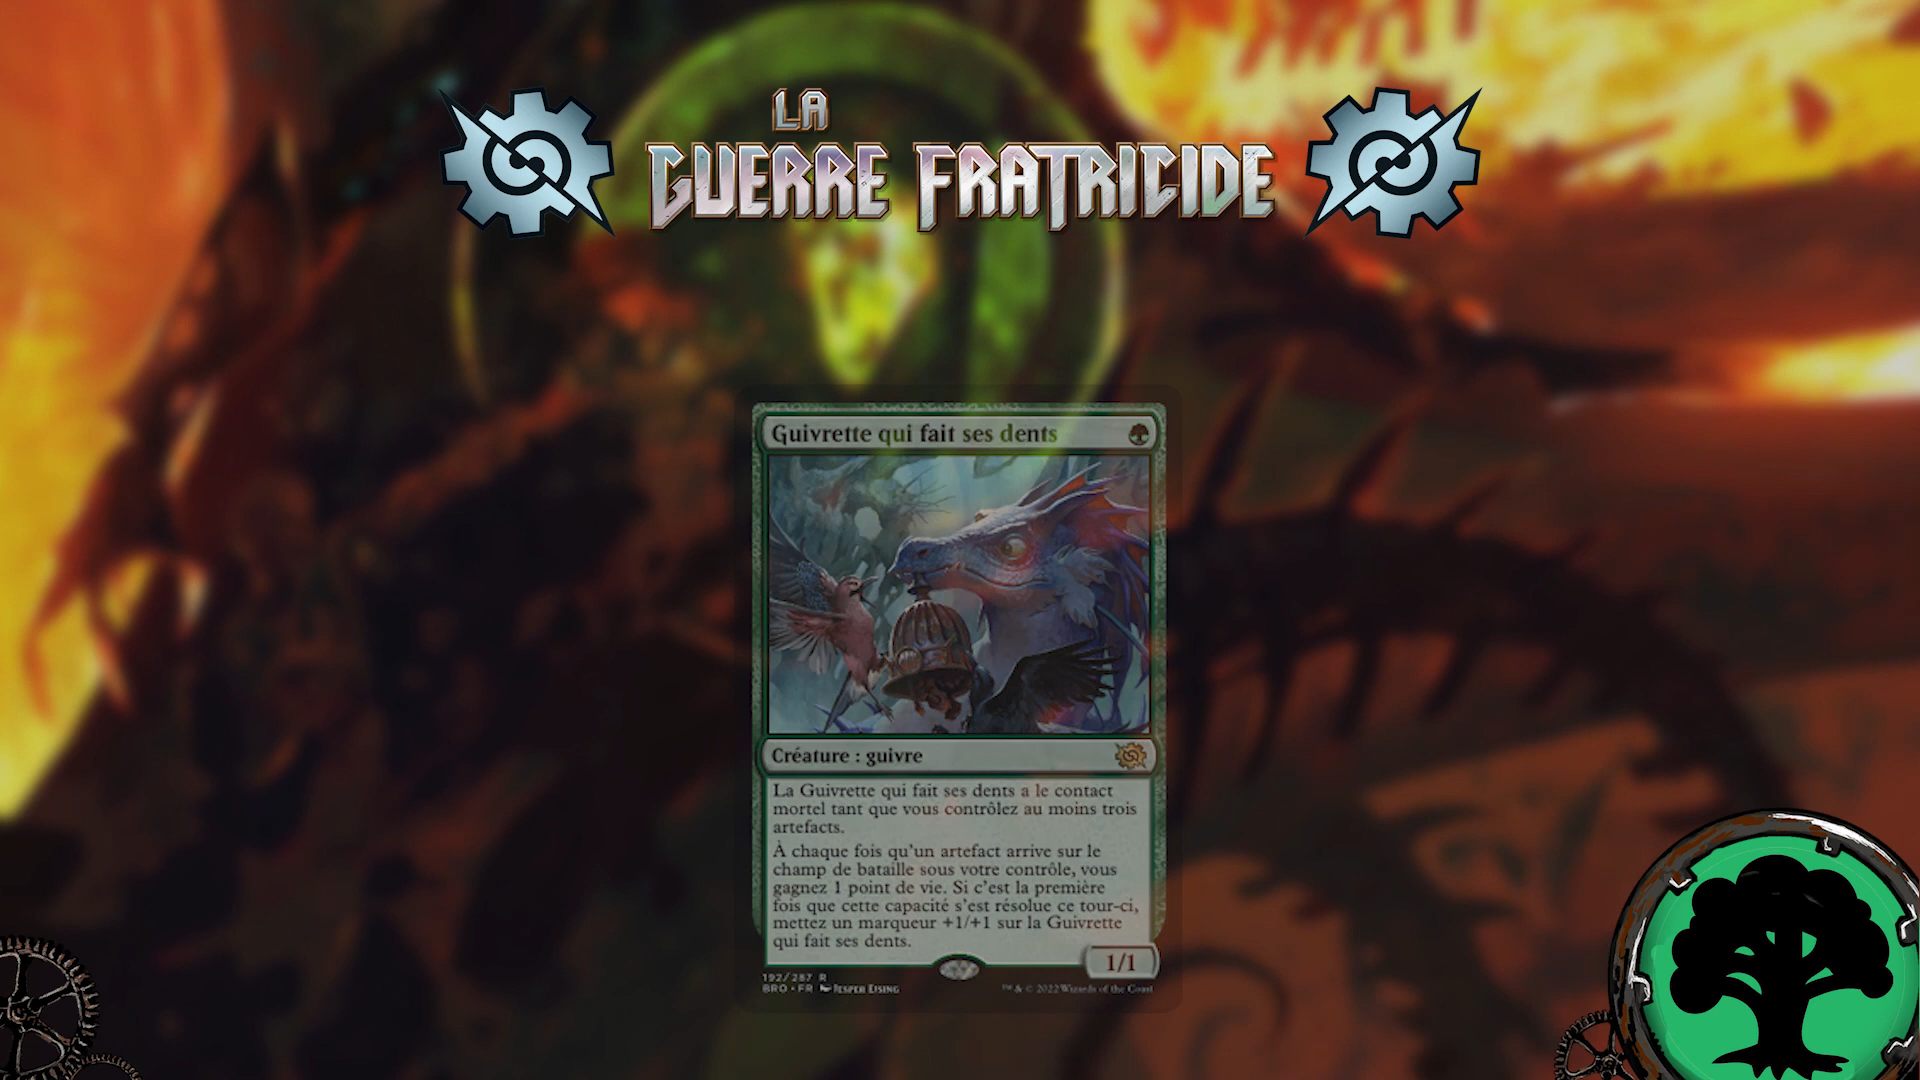 LA
GUERRE FRATRICIDE
Guivrette qui fait ses dents
Créature : guivre
La Guivrette qui fait ses dents a le contact
mortel tant que vous contrôlez au moins trois
artefacts.
À chaque fois qu'un artefact arrive sur le
champ de bataille sous votre contrôle, vous
gagnez 1 point de vie. Si c'est la première
fois que cette capacité s'est résolue ce tour-ci,
mettez un marqueur +1/+1 sur la Guivrette
qui fait ses dents.
1/1
192/287 R
BRO • FR Jesper Ejsing
™ & © 2022 Wizards of the Coast